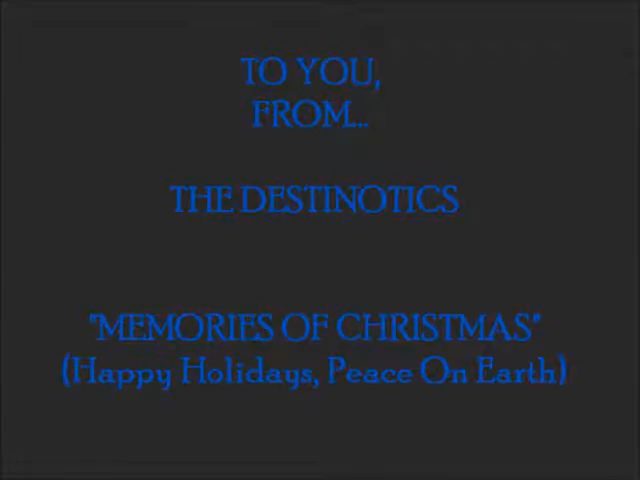 TO YOU,
FROM...
THE DESTINOTICS
"MEMORIES OF CHRISTMAS"
(Happy Holidays, Peace On Earth)